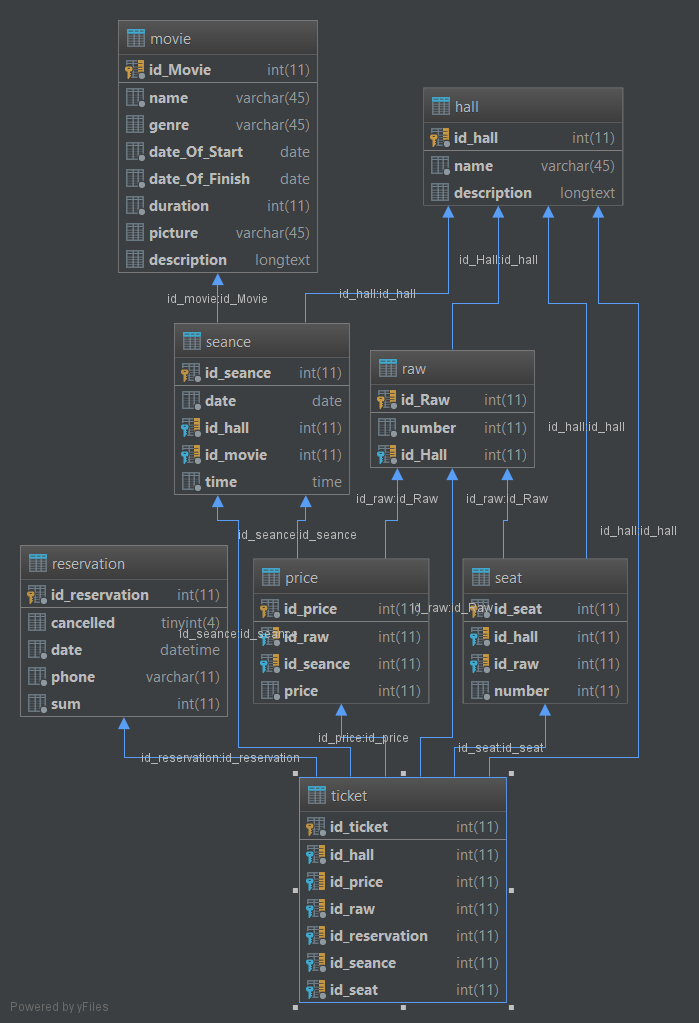 movie
id_Movie int(11)
name varchar(45)
genre varchar(45)
date_Of_Start date
date_Of_Finish date
duration int(11)
picture varchar(45)
description longtext
hall
id_hall int(11)
name varchar(45)
description longtext
id_Hall:id_hall
id_movie:id_Movie
id_hall:id_hall
seance
id_seance int(11)
date date
id_hall int(11)
id_movie int(11)
time time
raw
id_Raw int(11)
number int(11)
id_Hall int(11)
id_hall:id_hall
id_raw:id_Raw
id_raw:id_Raw
id_seance:id_seance
id_hall:id_hall
reservation
id_reservation int(11)
cancelled tinyint(4)
date datetime
phone varchar(11)
sum int(11)
id_seance:id_seance
price
id_price int(11)
id_raw int(11)
id_seance int(11)
price int(11)
id_raw:id_Raw
seat
id_seat int(11)
id_hall int(11)
id_raw int(11)
number int(11)
id_price:id_price
id_seat:id_seat
id_reservation:id_reservation
ticket
id_ticket int(11)
id_hall int(11)
id_price int(11)
id_raw int(11)
id_reservation int(11)
id_seance int(11)
id_seat int(11)
Powered by yFiles